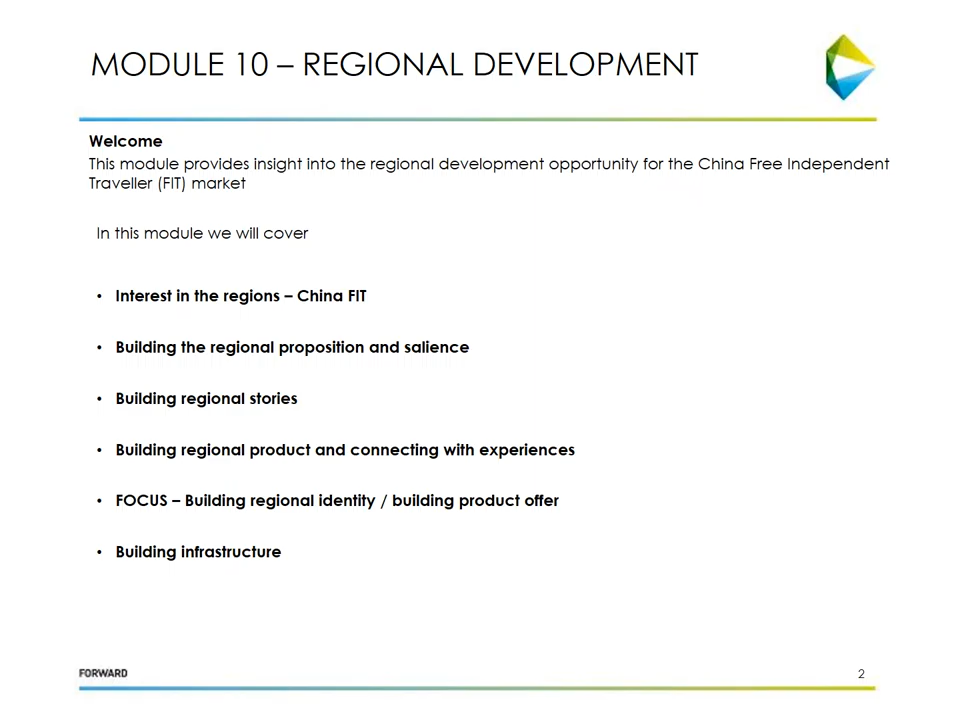 MODULE 10 – REGIONAL DEVELOPMENT
Welcome
This module provides insight into the regional development opportunity for the China Free Independent
Traveller (FIT) market
In this module we will cover
• Interest in the regions – China FIT
• Building the regional proposition and salience
• Building regional stories
• Building regional product and connecting with experiences
• FOCUS – Building regional identity / building product offer
• Building infrastructure
FORWARD
2